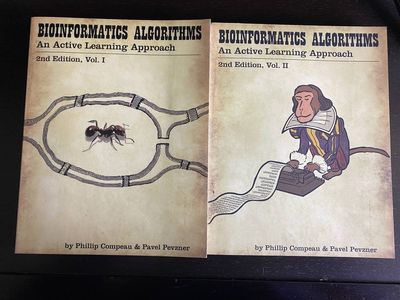 BIOINFORMATICS ALGORITHMS
An Active Learning Approach
2nd Edition, Vol. I
by Phillip Compeau & Pavel Pevzner
BIOINFORMATICS ALGORITHMS
An Active Learning Approach
2nd Edition, Vol. II
by Phillip Compeau & Pavel Pevzner